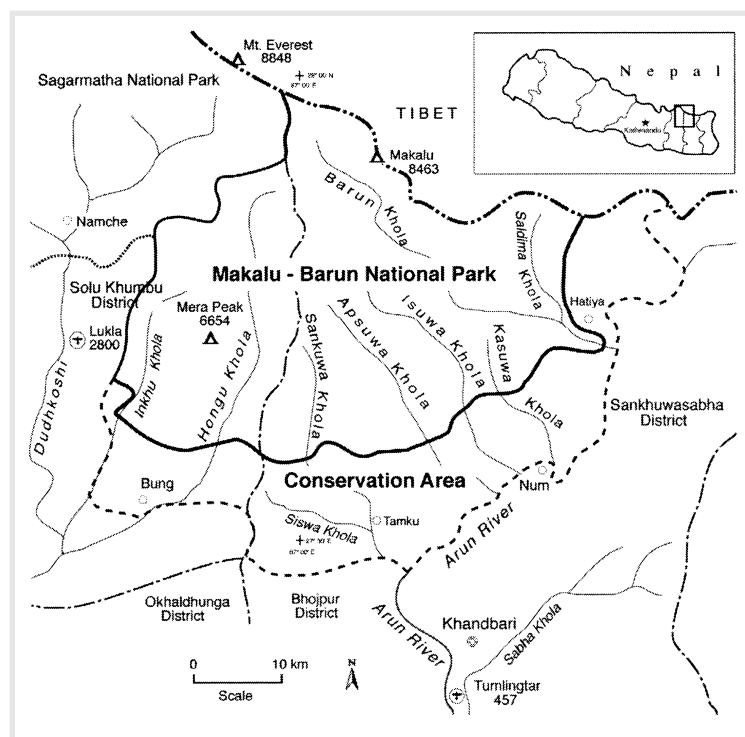 Mt. Everest
8848
28° 00' N
87° 00' E
Sagarmatha National Park
TIBET
Nepal
Kathmandu
Makalu
8463
Barun Khola
Namche
Saldima Khola
Makalu - Barun National Park
Solu Khumbu
District
Hatiya
Mera Peak
6654
Lukla
2800
Inkhu Khola
Hongu Khola
Sankuwa Khola
Apsuwa Khola
Isuwa Khola
Kasuwa Khola
Dudhkoshi
Sankhuwasabha
District
Conservation Area
Bung
Num
Siswa Khola
Tamku
27° 30' N
87° 00' E
Arun River
Okhaldhunga
District
Bhojpur
District
Arun River
Khandbari
Sabha Khola
0 10 km
Scale
N
Tumlingtar
457